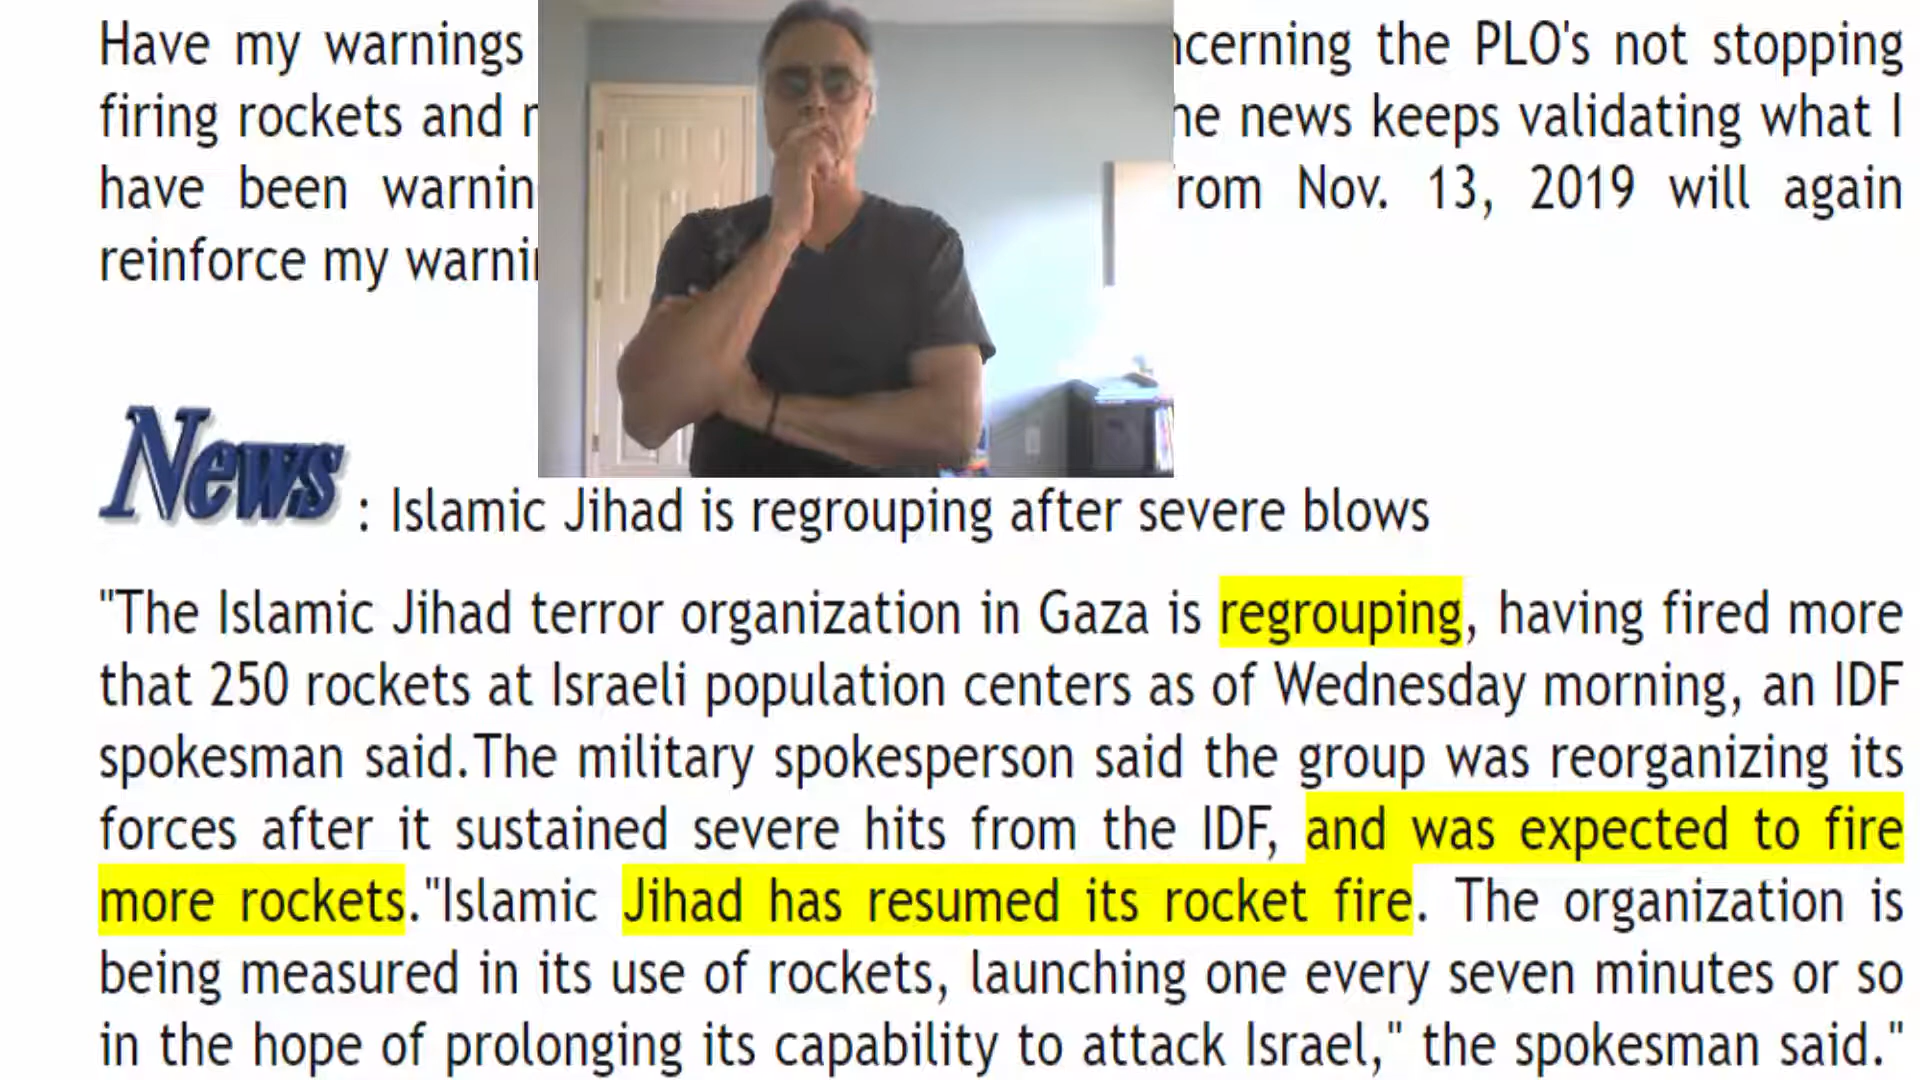 Have my warnings cerning the PLO's not stopping
firing rockets and news keeps validating what I
have been Nov. 13, 2019 will again
reinforce my
News : Islamic Jihad is regrouping after severe blows
"The Islamic Jihad terror organization in Gaza is regrouping, having fired more
that 250 rockets at Israeli population centers as of Wednesday morning, an IDF
spokesman said.The military spokesperson said the group was reorganizing its
forces after it sustained severe hits from the IDF, and was expected to fire
more rockets."Islamic Jihad has resumed its rocket fire. The organization is
being measured in its use of rockets, launching one every seven minutes or so
in the hope of prolonging its capability to attack Israel," the spokesman said."